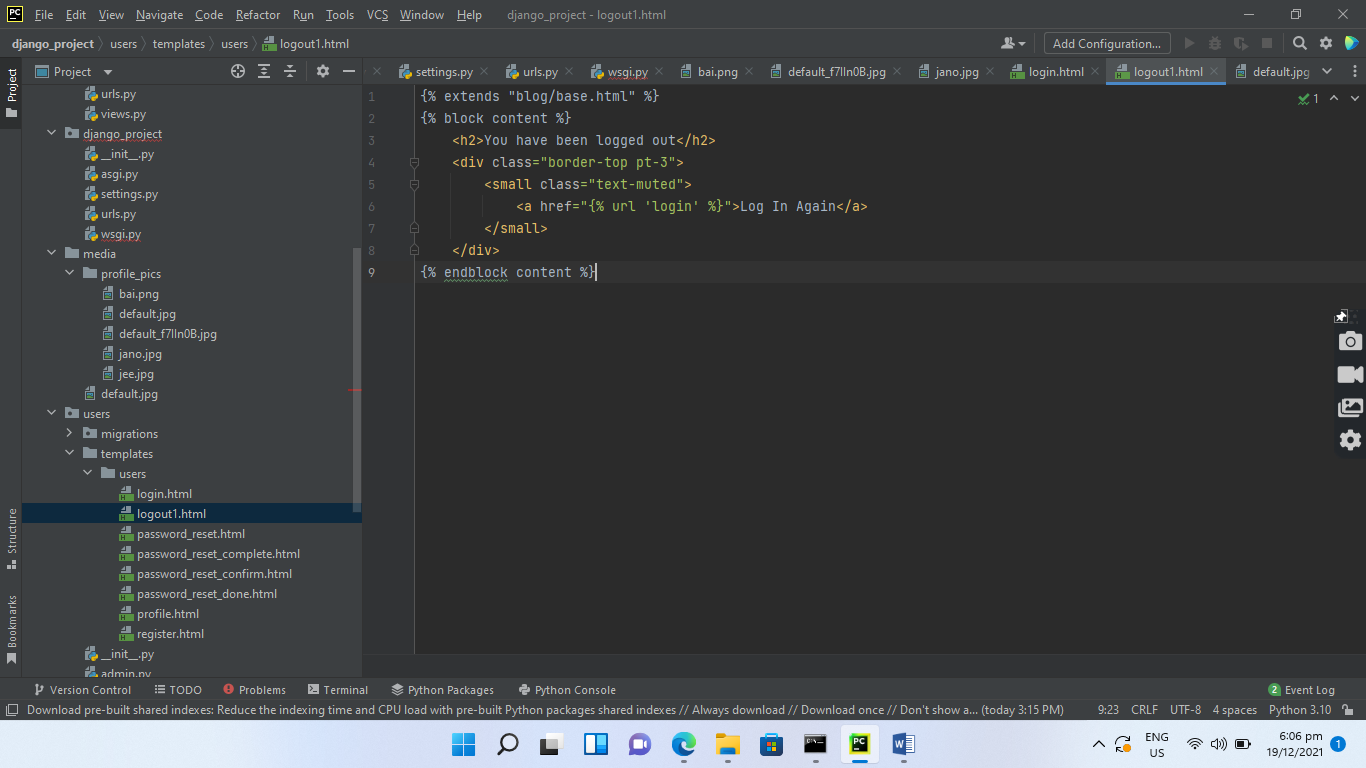 PC File Edit View Navigate Code Refactor Run Tools VCS Window Help django_project - logout1.html
django_project users templates users logout1.html Add Configuration...
Project
Project
settings.py urls.py wsgi.py bai.png default_f7lln0B.jpg jano.jpg login.html logout1.html default.jpg
urls.py
views.py
django_project
__init__.py
asgi.py
settings.py
urls.py
wsgi.py
media
profile_pics
bai.png
default.jpg
default_f7lln0B.jpg
jano.jpg
jee.jpg
default.jpg
users
migrations
templates
users
login.html
logout1.html
password_reset.html
password_reset_complete.html
password_reset_confirm.html
password_reset_done.html
profile.html
register.html
__init__.py
admin.py
Structure
Bookmarks
1 {% extends "blog/base.html" %}
2 {% block content %}
3 <h2>You have been logged out</h2>
4 <div class="border-top pt-3">
5 <small class="text-muted">
6 <a href="{% url 'login' %}">Log In Again</a>
7 </small>
8 </div>
9 {% endblock content %}
1
Version Control TODO Problems Terminal Python Packages Python Console 2 Event Log
Download pre-built shared indexes: Reduce the indexing time and CPU load with pre-built Python packages shared indexes // Always download // Download once // Don't show a... (today 3:15 PM) 9:23 CRLF UTF-8 4 spaces Python 3.10
PC W ENG
US
6:06 pm
19/12/2021
1